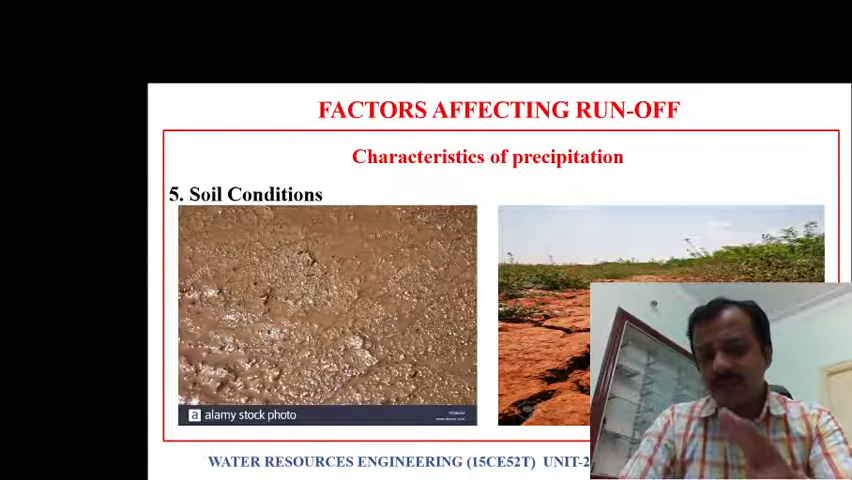 FACTORS AFFECTING RUN-OFF
Characteristics of precipitation
5. Soil Conditions
a alamy stock photo
WATER RESOURCES ENGINEERING (15CE52T) UNIT-2